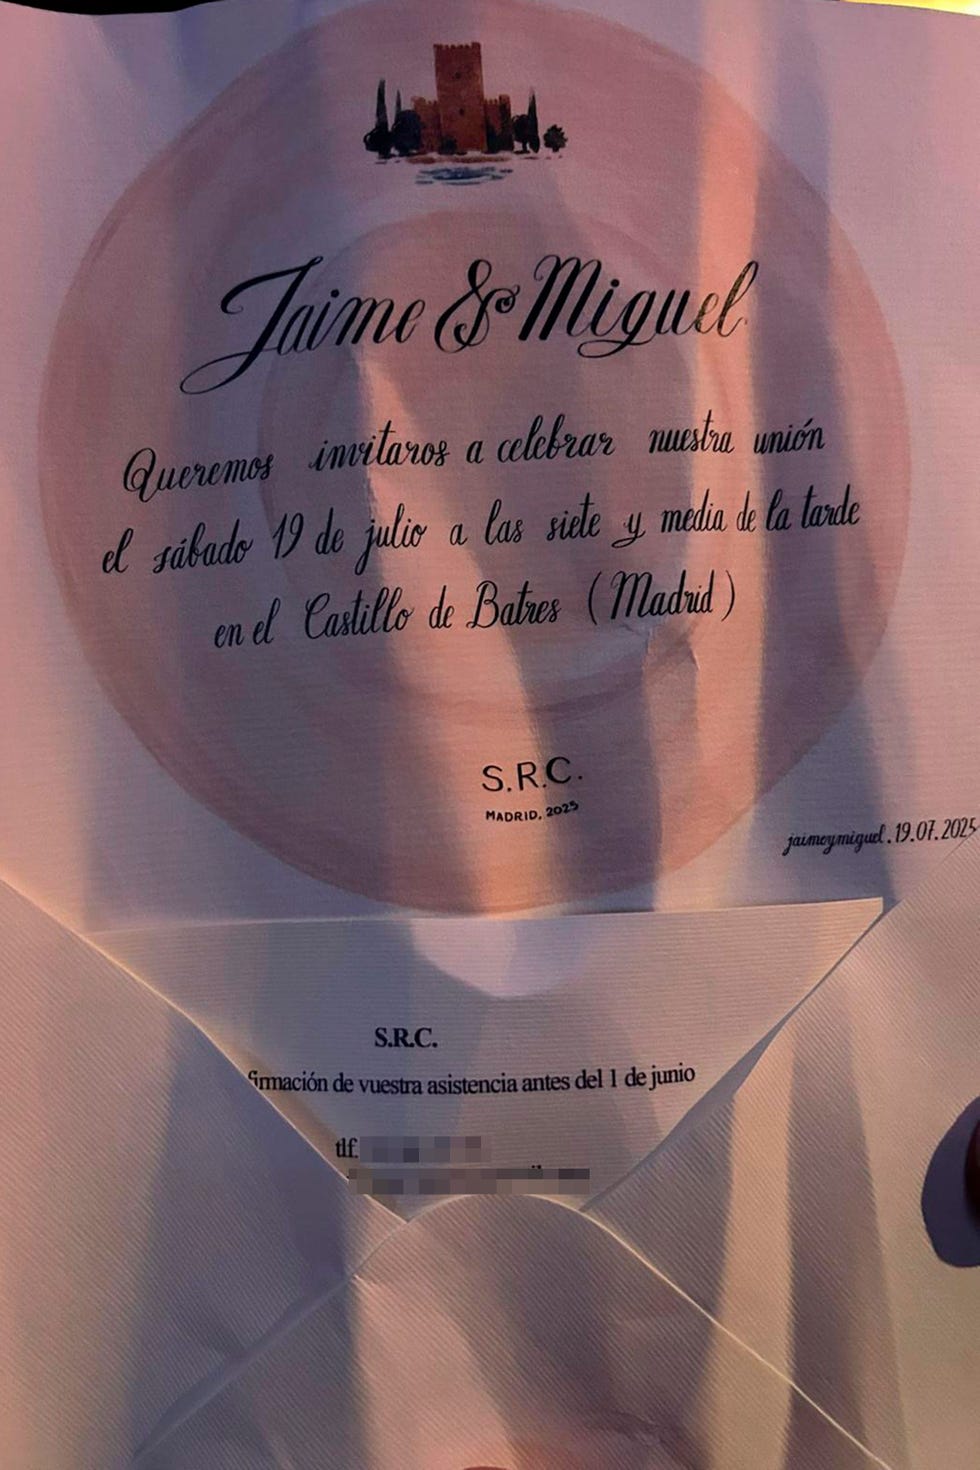 Jaime & Miguel
Queremos invitaros a celebrar nuestra unión
el sábado 19 de julio a las siete y media de la tarde
en el Castillo de Batres (Madrid)
S.R.C.
MADRID, 2025
jaimeymiguel.19.07.2025
S.R.C.
firmación de vuestra asistencia antes del 1 de junio
tlf.